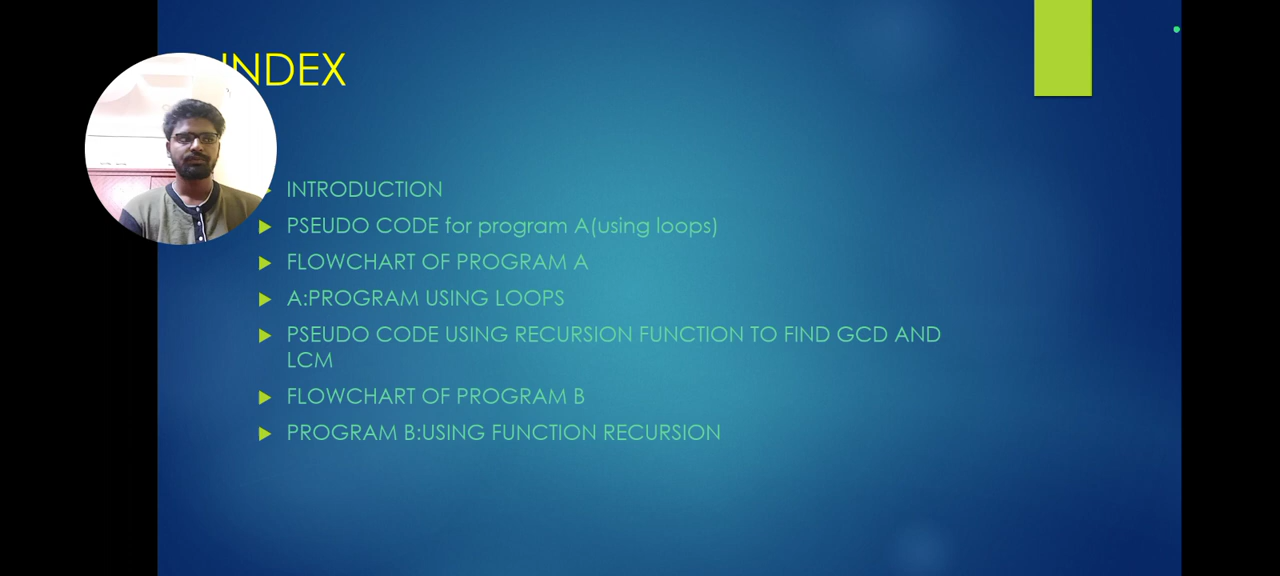 INDEX
INTRODUCTION
PSEUDO CODE for program A(using loops)
FLOWCHART OF PROGRAM A
A:PROGRAM USING LOOPS
PSEUDO CODE USING RECURSION FUNCTION TO FIND GCD AND
LCM
FLOWCHART OF PROGRAM B
PROGRAM B:USING FUNCTION RECURSION